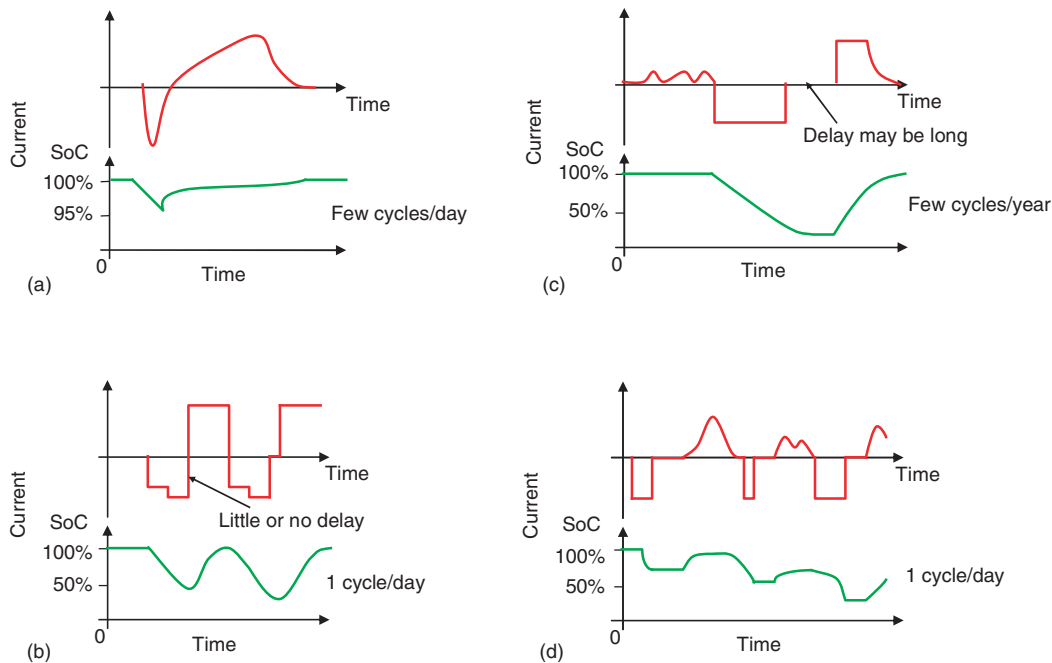 Current
Time
SoC
100%
95%
Few cycles/day
0
Time
(a)
Current
Time
Delay may be long
SoC
100%
50%
Few cycles/year
0
Time
(c)
Current
Time
Little or no delay
SoC
100%
50%
1 cycle/day
0
Time
(b)
Current
Time
SoC
100%
50%
1 cycle/day
0
Time
(d)